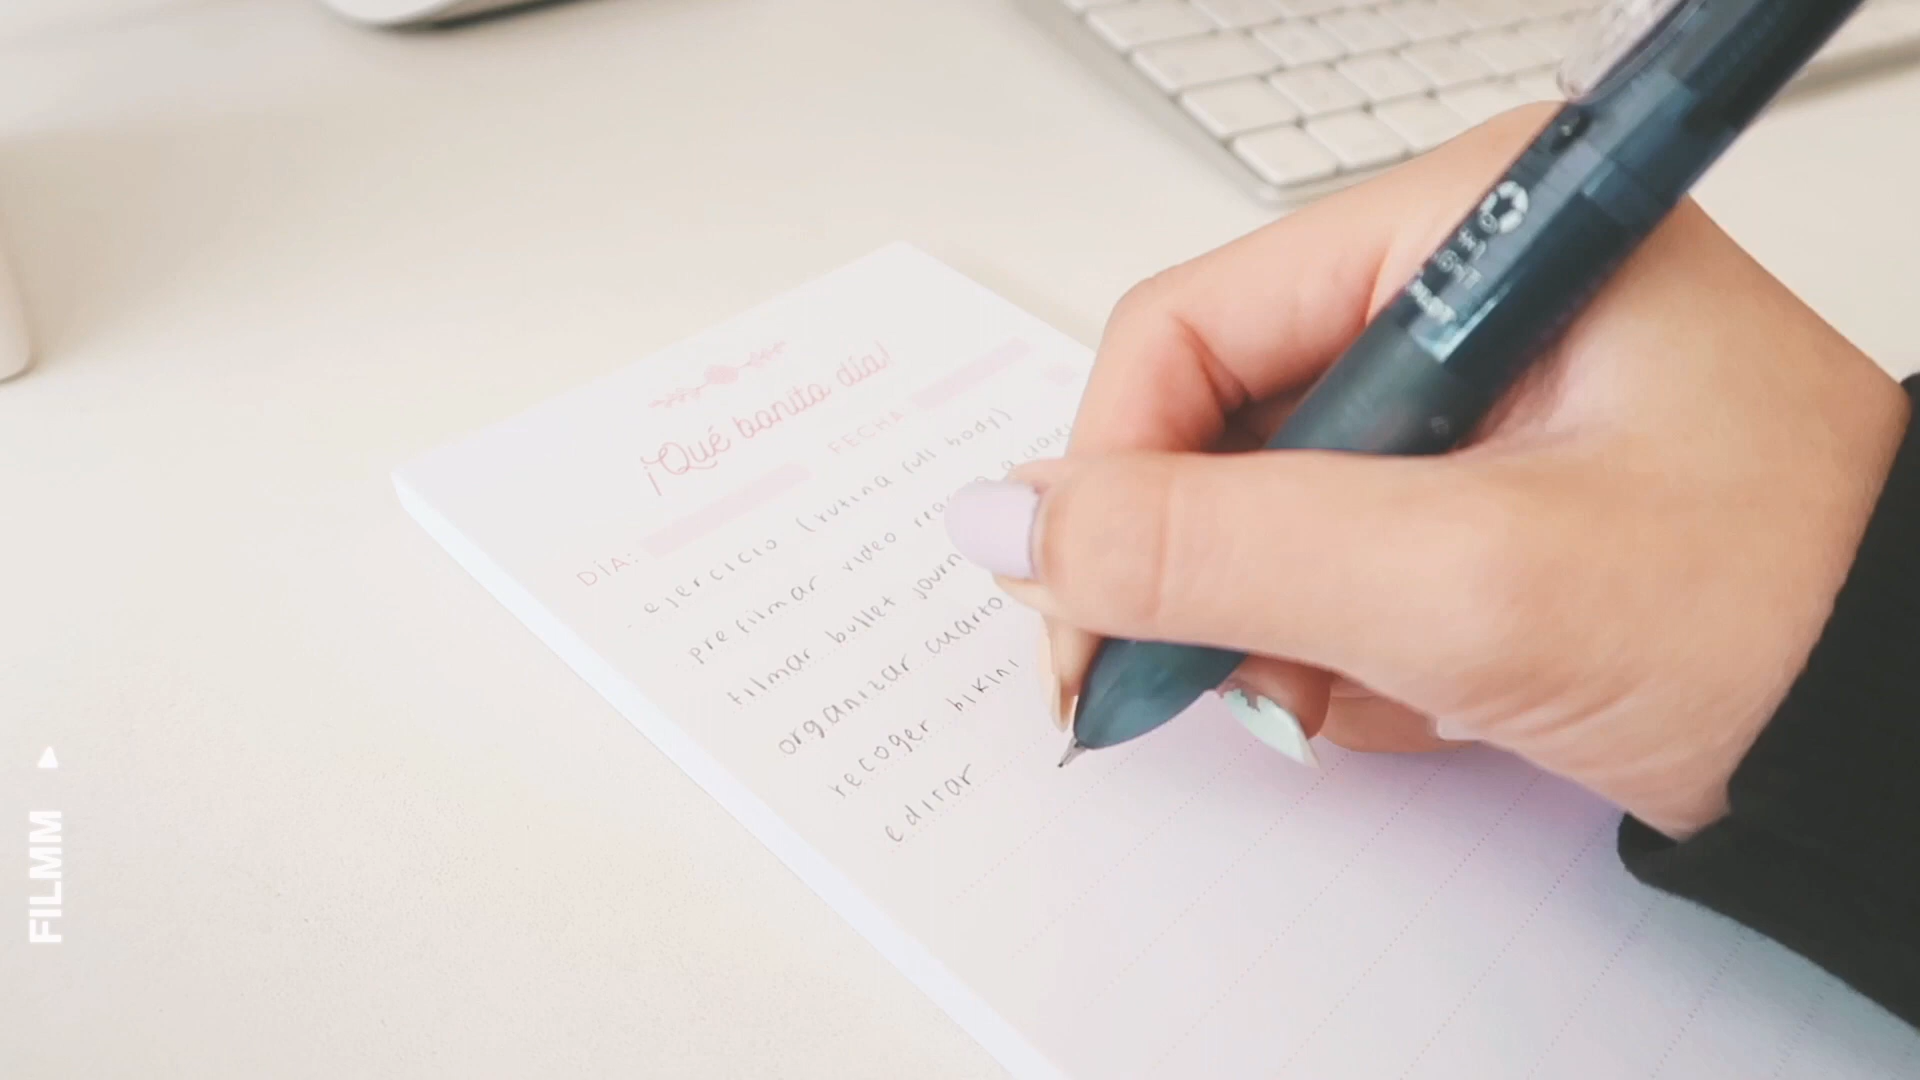 ¡Qué bonito día!
DÍA: FECHA:
ejercicio (rutina full body)
prefilmar video
filmar bullet
organizar cuarto
recoger bikini
editar
FILMM